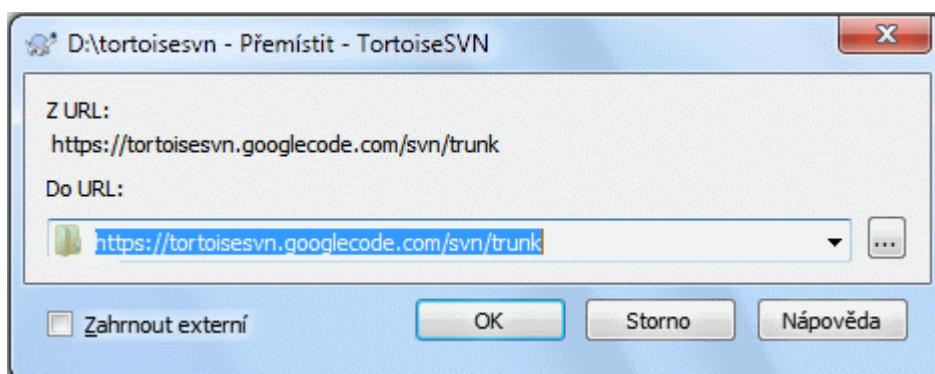 D:\tortoisesvn - Přemístit - TortoiseSVN
Z URL:
https://tortoisesvn.googlecode.com/svn/trunk
Do URL:
https://tortoisesvn.googlecode.com/svn/trunk
...
Zahrnout externí
OK
Storno
Nápověda